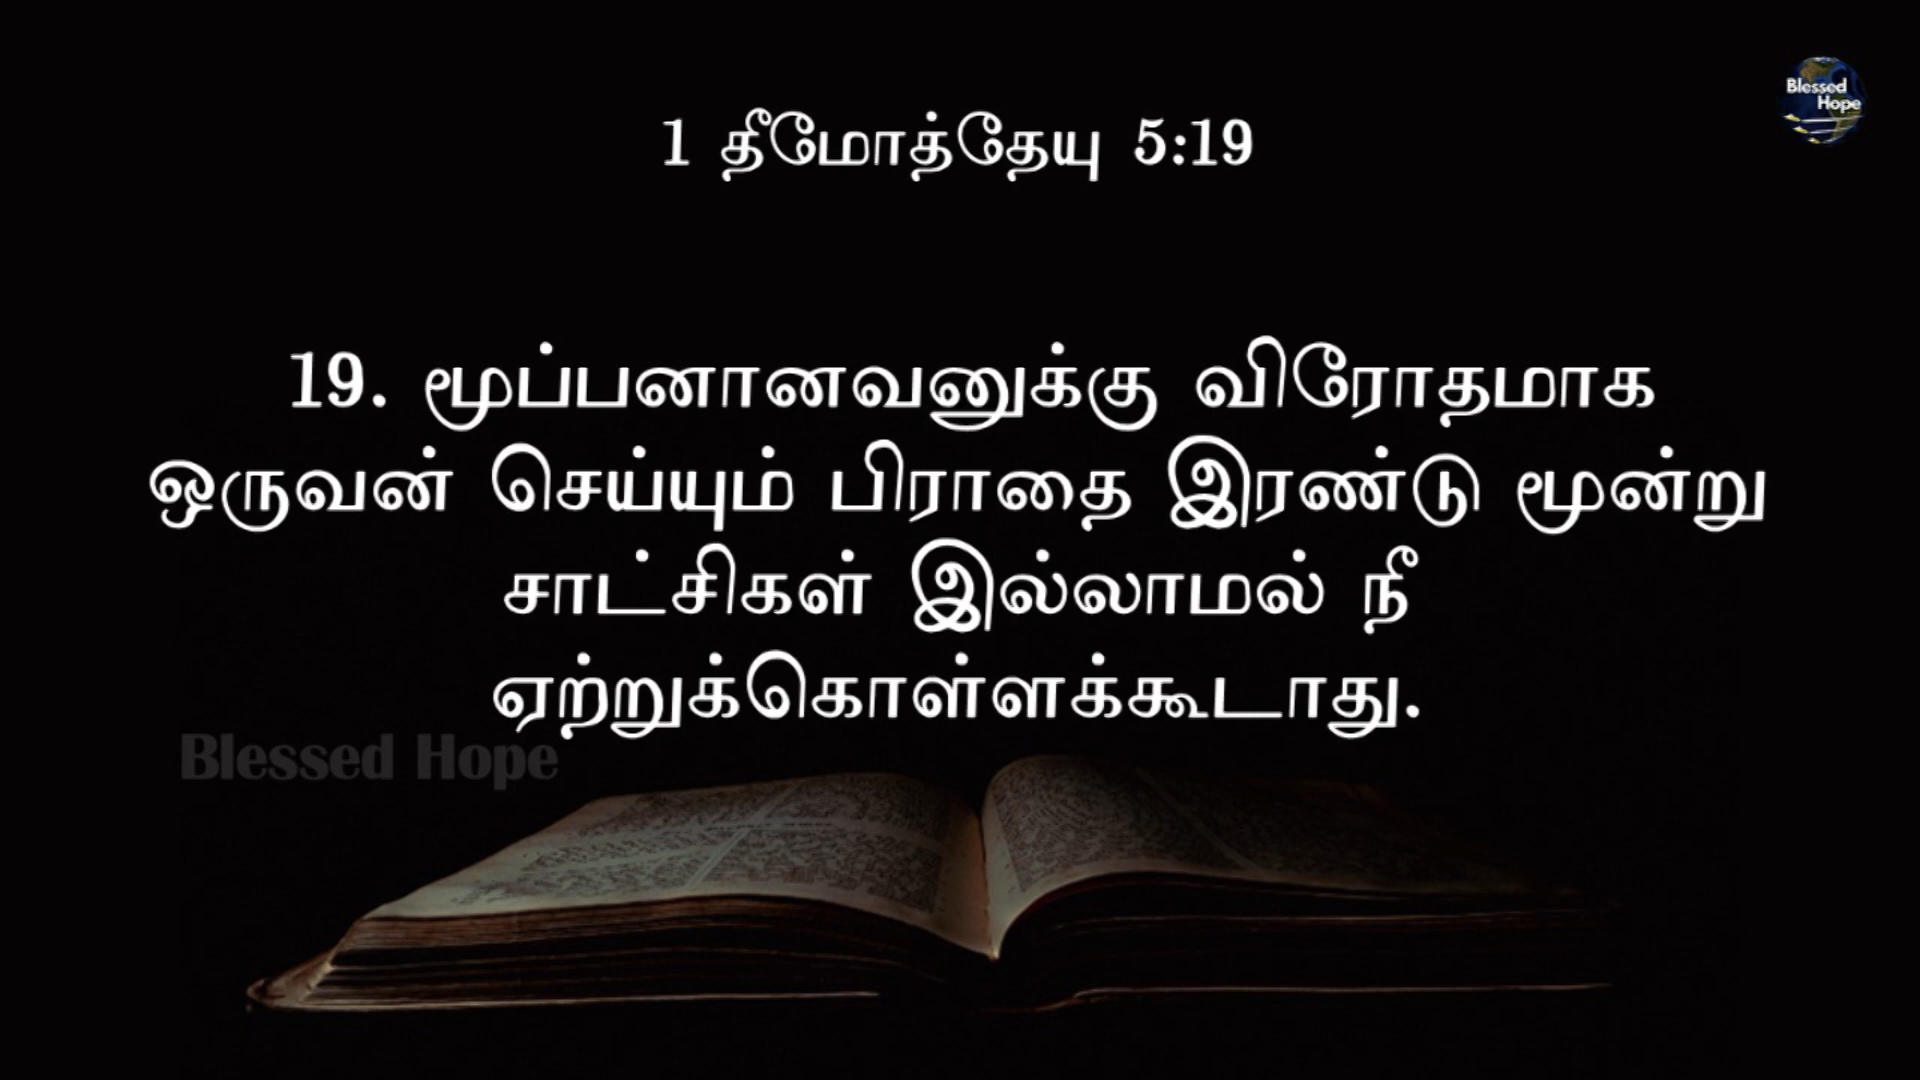 Blessed
Hope
1 தீமோத்தேயு 5:19
19. மூப்பனானவனுக்கு விரோதமாக
ஒருவன் செய்யும் பிராதை இரண்டு மூன்று
சாட்சிகள் இல்லாமல் நீ
ஏற்றுக்கொள்ளக்கூடாது.
Blessed Hope